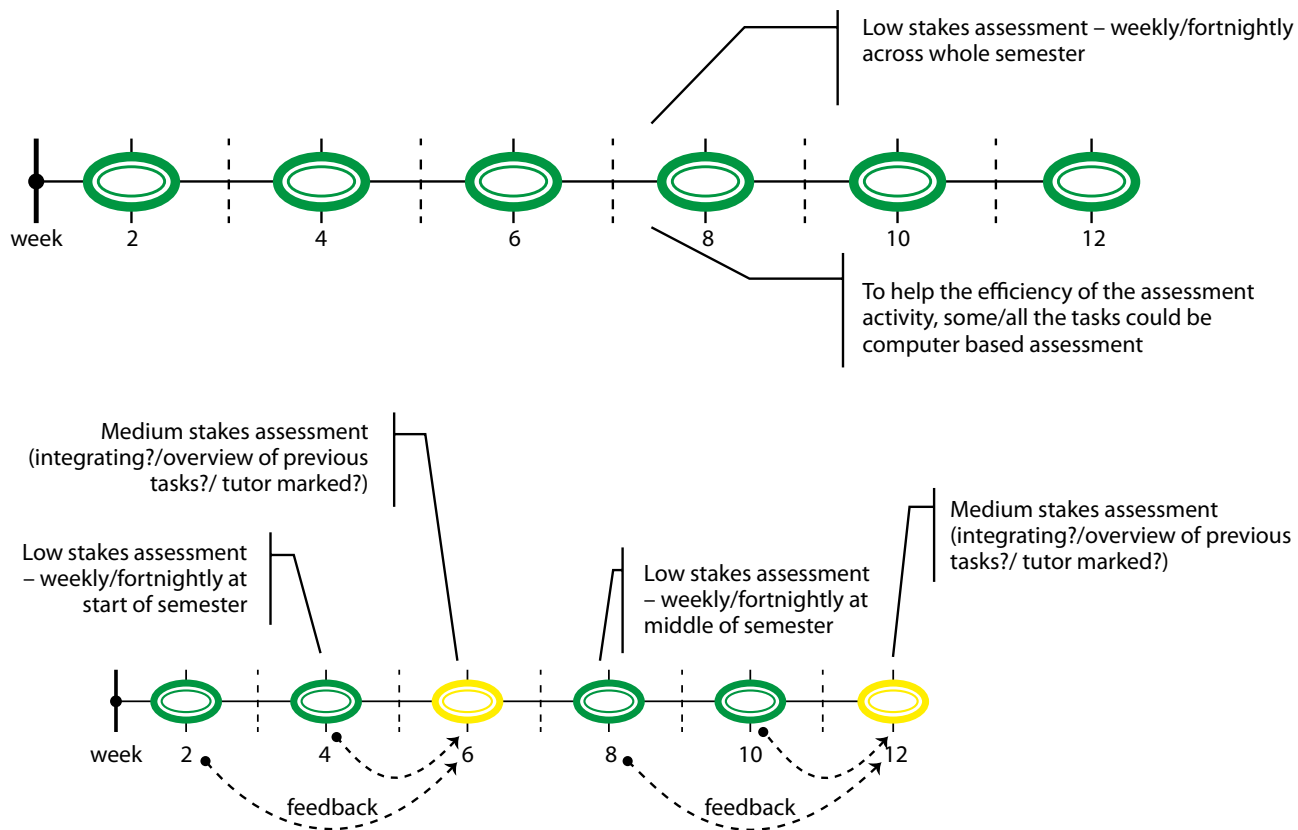 Low stakes assessment – weekly/fortnightly
across whole semester
week
2
4
6
8
10
12
To help the efficiency of the assessment
activity, some/all the tasks could be
computer based assessment
Medium stakes assessment
(integrating?/overview of previous
tasks?/ tutor marked?)
Medium stakes assessment
(integrating?/overview of previous
tasks?/ tutor marked?)
Low stakes assessment
– weekly/fortnightly at
start of semester
Low stakes assessment
– weekly/fortnightly at
middle of semester
week
2
4
6
8
10
12
feedback
feedback